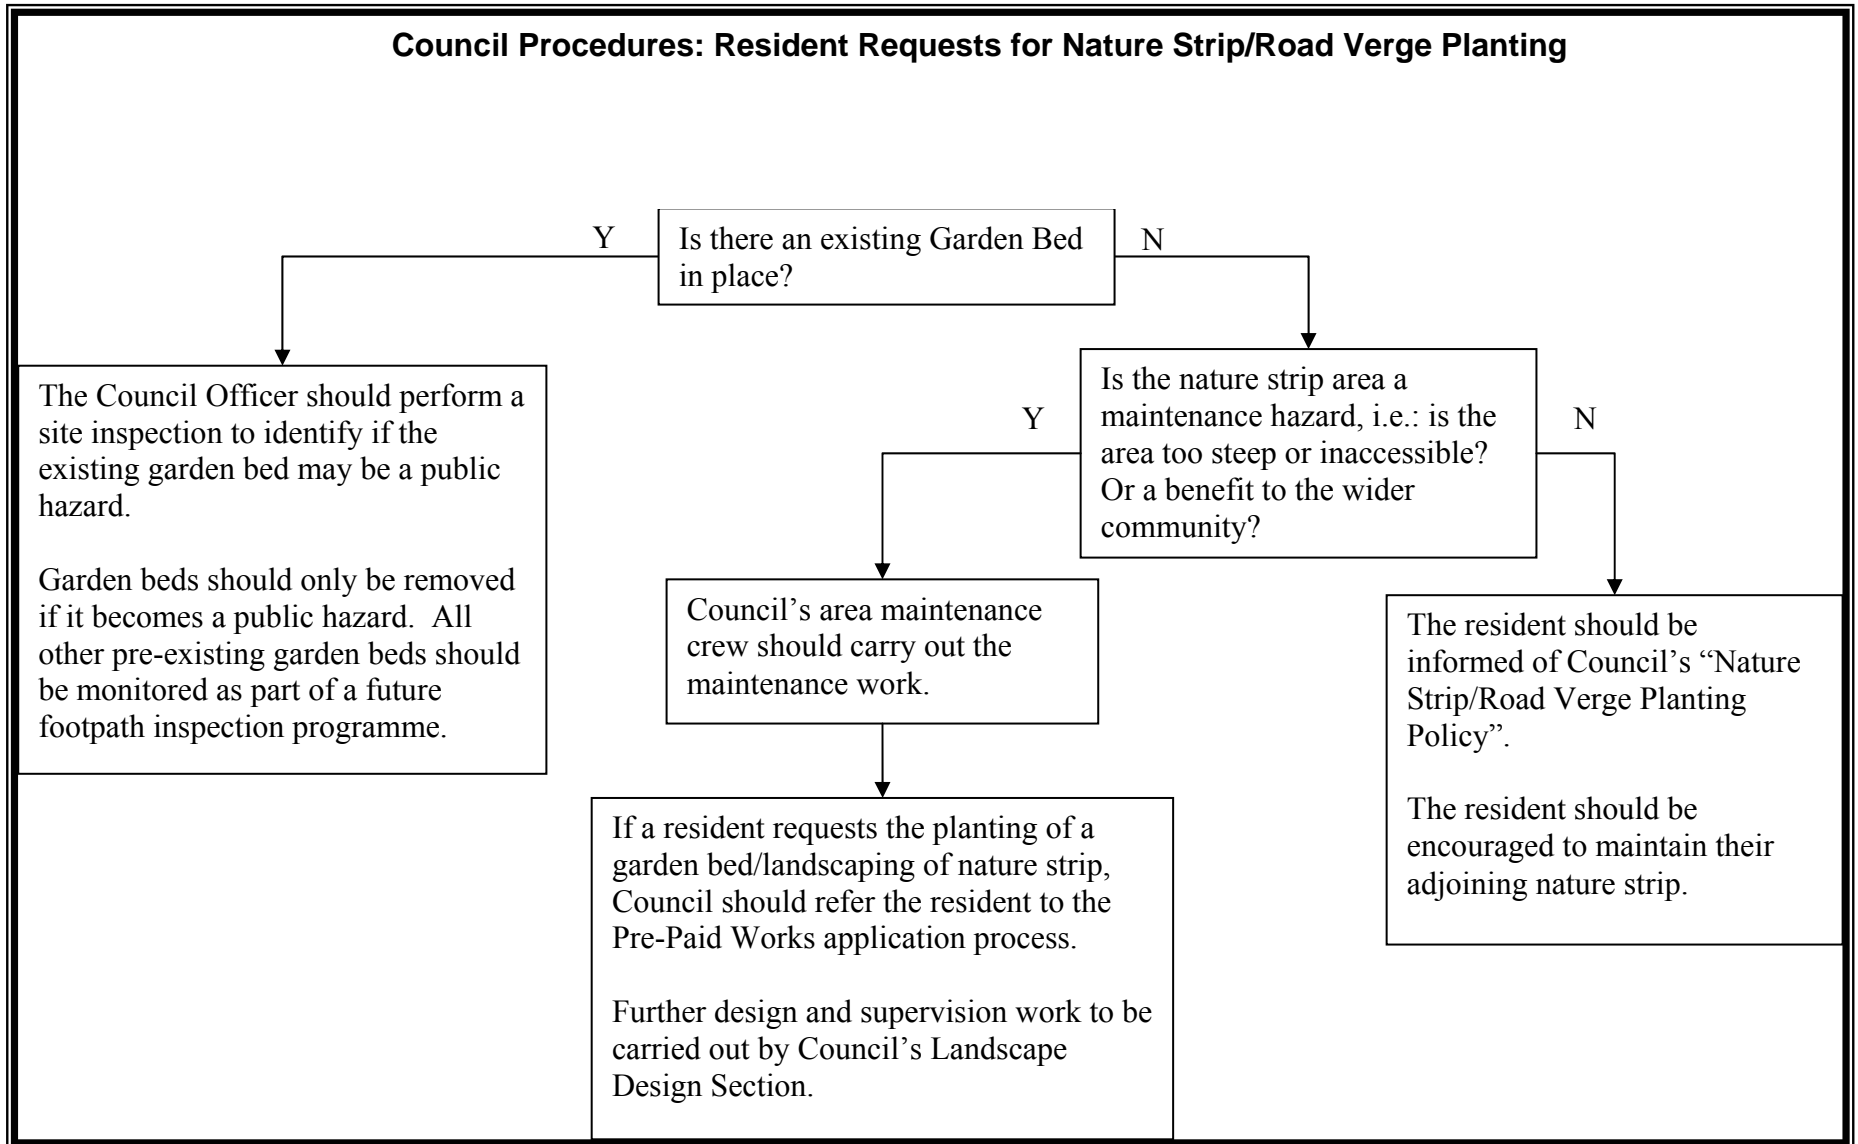 Council Procedures: Resident Requests for Nature Strip/Road Verge Planting
Y
Is there an existing Garden Bed
in place?
N
The Council Officer should perform a
site inspection to identify if the
existing garden bed may be a public
hazard.
Garden beds should only be removed
if it becomes a public hazard.  All
other pre-existing garden beds should
be monitored as part of a future
footpath inspection programme.
Y
Is the nature strip area a
maintenance hazard, i.e.: is the
area too steep or inaccessible?
Or a benefit to the wider
community?
N
Council’s area maintenance
crew should carry out the
maintenance work.
If a resident requests the planting of a
garden bed/landscaping of nature strip,
Council should refer the resident to the
Pre-Paid Works application process.
Further design and supervision work to be
carried out by Council’s Landscape
Design Section.
The resident should be
informed of Council’s “Nature
Strip/Road Verge Planting
Policy”.
The resident should be
encouraged to maintain their
adjoining nature strip.